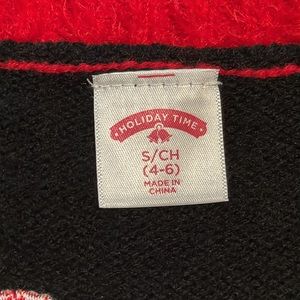 HOLIDAY TIME
S/CH
(4-6)
MADE IN
CHINA